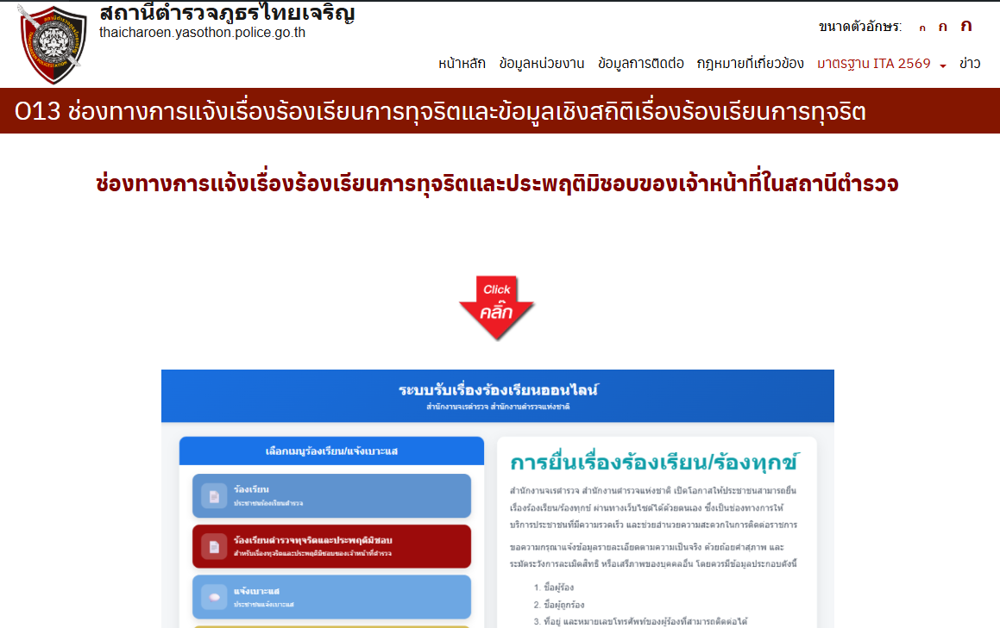 สถานีตำรวจภูธรไทยเจริญ
thaicharoen.yasothon.police.go.th
ขนาดตัวอักษร: ก ก ก
หน้าหลัก ข้อมูลหน่วยงาน ข้อมูลการติดต่อ กฎหมายที่เกี่ยวข้อง มาตรฐาน ITA 2569 ข่าว
O13 ช่องทางการแจ้งเรื่องร้องเรียนการทุจริตและข้อมูลเชิงสถิติเรื่องร้องเรียนการทุจริต
ช่องทางการแจ้งเรื่องร้องเรียนการทุจริตและประพฤติมิชอบของเจ้าหน้าที่ในสถานีตำรวจ
Click
คลิ๊ก
ระบบรับเรื่องร้องเรียนออนไลน์
สำนักงานจเรตำรวจ สำนักงานตำรวจแห่งชาติ
เลือกเมนูร้องเรียน/แจ้งเบาะแส
ร้องเรียน
ประชาชนร้องเรียนตำรวจ
ร้องเรียนตำรวจทุจริตและประพฤติมิชอบ
สำหรับเรื่องทุจริตและประพฤติมิชอบของเจ้าหน้าที่ตำรวจ
แจ้งเบาะแส
ประชาชนแจ้งเบาะแส
การยื่นเรื่องร้องเรียน/ร้องทุกข์
สำนักงานจเรตำรวจ สำนักงานตำรวจแห่งชาติ เปิดโอกาสให้ประชาชนสามารถยื่น
เรื่องร้องเรียน/ร้องทุกข์ ผ่านทางเว็บไซต์ได้ด้วยตนเอง ซึ่งเป็นช่องทางการให้
บริการประชาชนที่มีความรวดเร็ว และช่วยอำนวยความสะดวกในการติดต่อราชการ
ขอความกรุณาแจ้งข้อมูลรายละเอียดตามความเป็นจริง ด้วยถ้อยคำสุภาพ และ
ระมัดระวังการละเมิดสิทธิ หรือเสรีภาพของบุคคลอื่น โดยควรมีข้อมูลประกอบดังนี้
1. ชื่อผู้ร้อง
2. ชื่อผู้ถูกร้อง
3. ที่อยู่ และหมายเลขโทรศัพท์ของผู้ร้องที่สามารถติดต่อได้